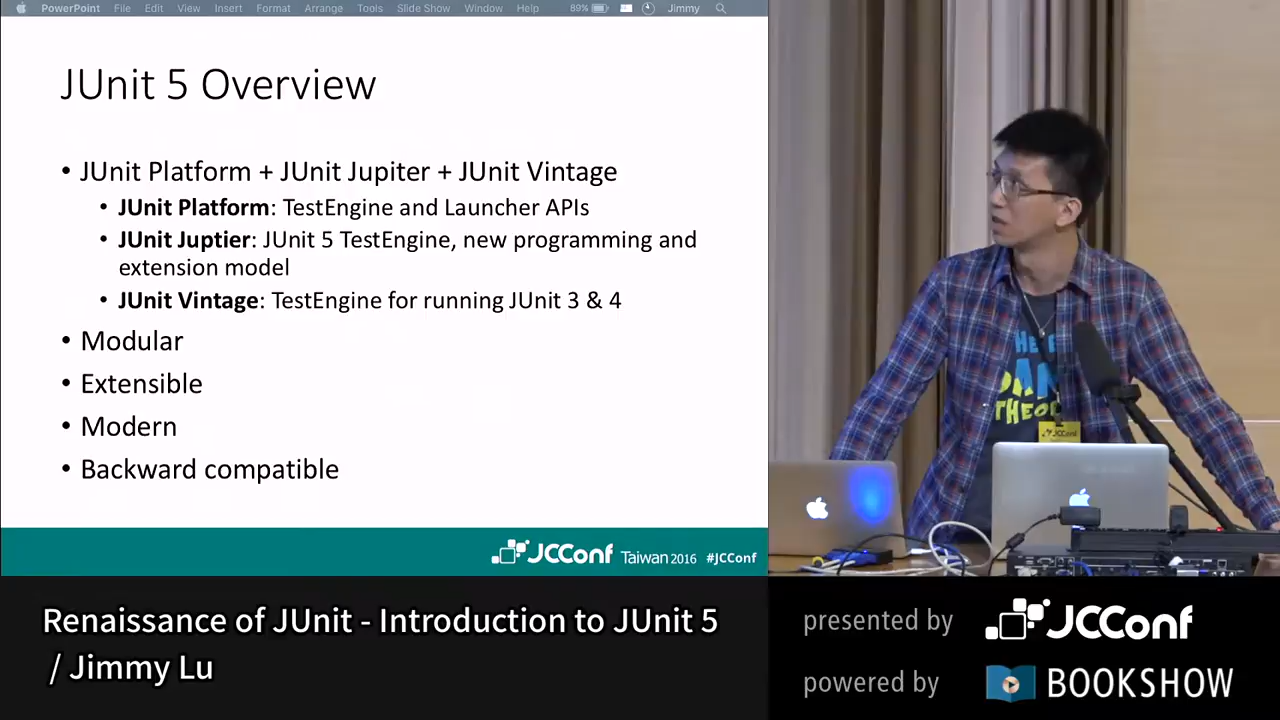 PowerPoint File Edit View Insert Format Arrange Tools Slide Show Window Help 89% Jimmy
JUnit 5 Overview
• JUnit Platform + JUnit Jupiter + JUnit Vintage
• JUnit Platform: TestEngine and Launcher APIs
• JUnit Juptier: JUnit 5 TestEngine, new programming and
extension model
• JUnit Vintage: TestEngine for running JUnit 3 & 4
• Modular
• Extensible
• Modern
• Backward compatible
JCConf Taiwan 2016 #JCConf
THEO
JCConf
Renaissance of JUnit - Introduction to JUnit 5
/ Jimmy Lu
presented by JCConf
powered by BOOKSHOW